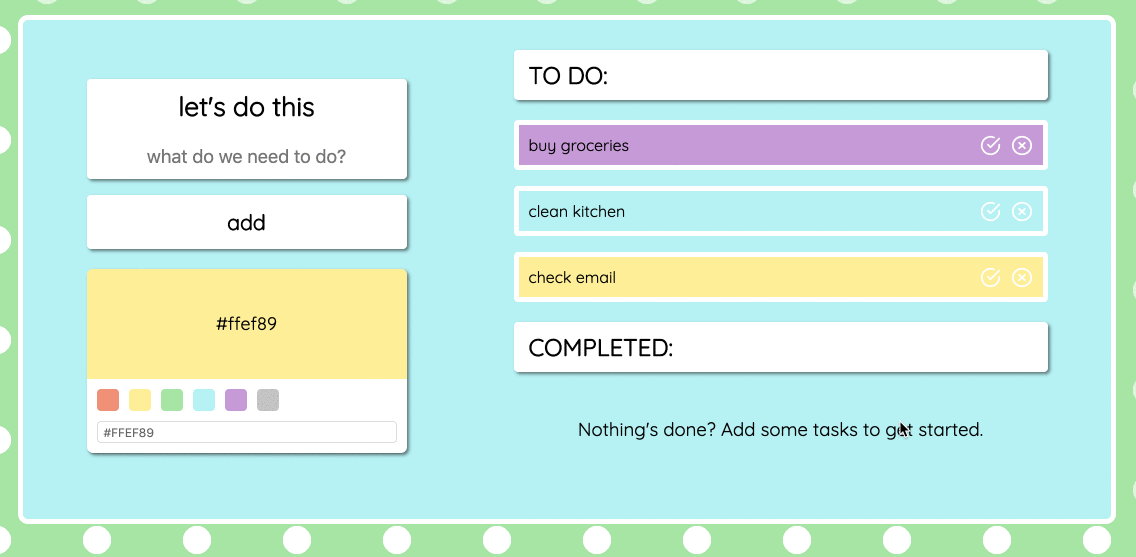 let's do this
what do we need to do?
add
#ffef89
#FFEF89
TO DO:
buy groceries
clean kitchen
check email
COMPLETED:
Nothing's done? Add some tasks to get started.